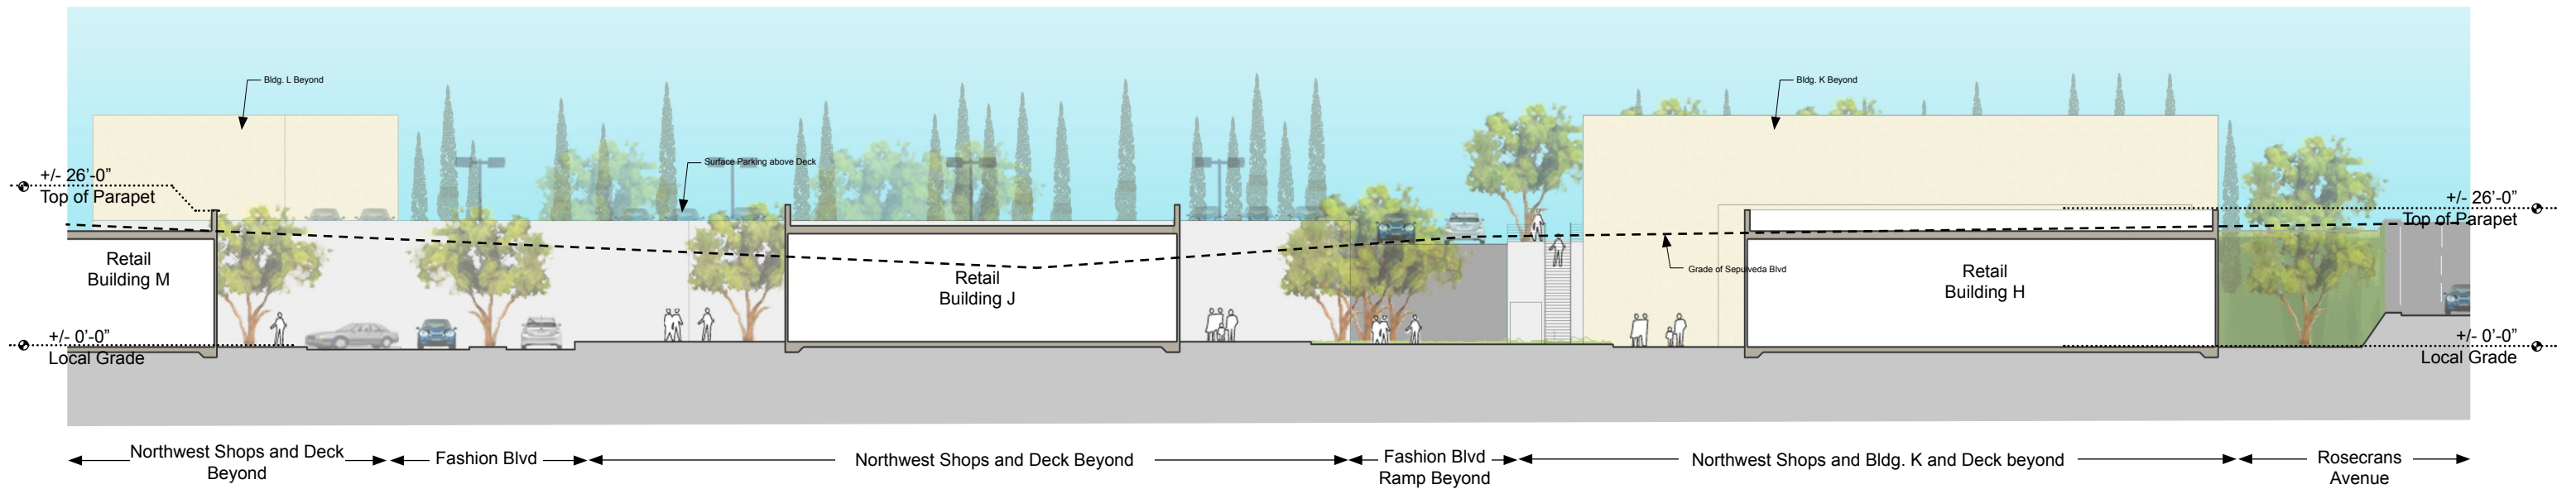 Bldg. L Beyond
Bldg. K Beyond
Surface Parking above Deck
+/- 26'-0”
Top of Parapet
+/- 26'-0”
Top of Parapet
Retail
Building M
Retail
Building J
Grade of Sepulveda Blvd
Retail
Building H
+/- 0'-0”
Local Grade
+/- 0'-0”
Local Grade
Northwest Shops and Deck
Beyond
Fashion Blvd
Northwest Shops and Deck Beyond
Fashion Blvd
Ramp Beyond
Northwest Shops and Bldg. K and Deck beyond
Rosecrans
Avenue